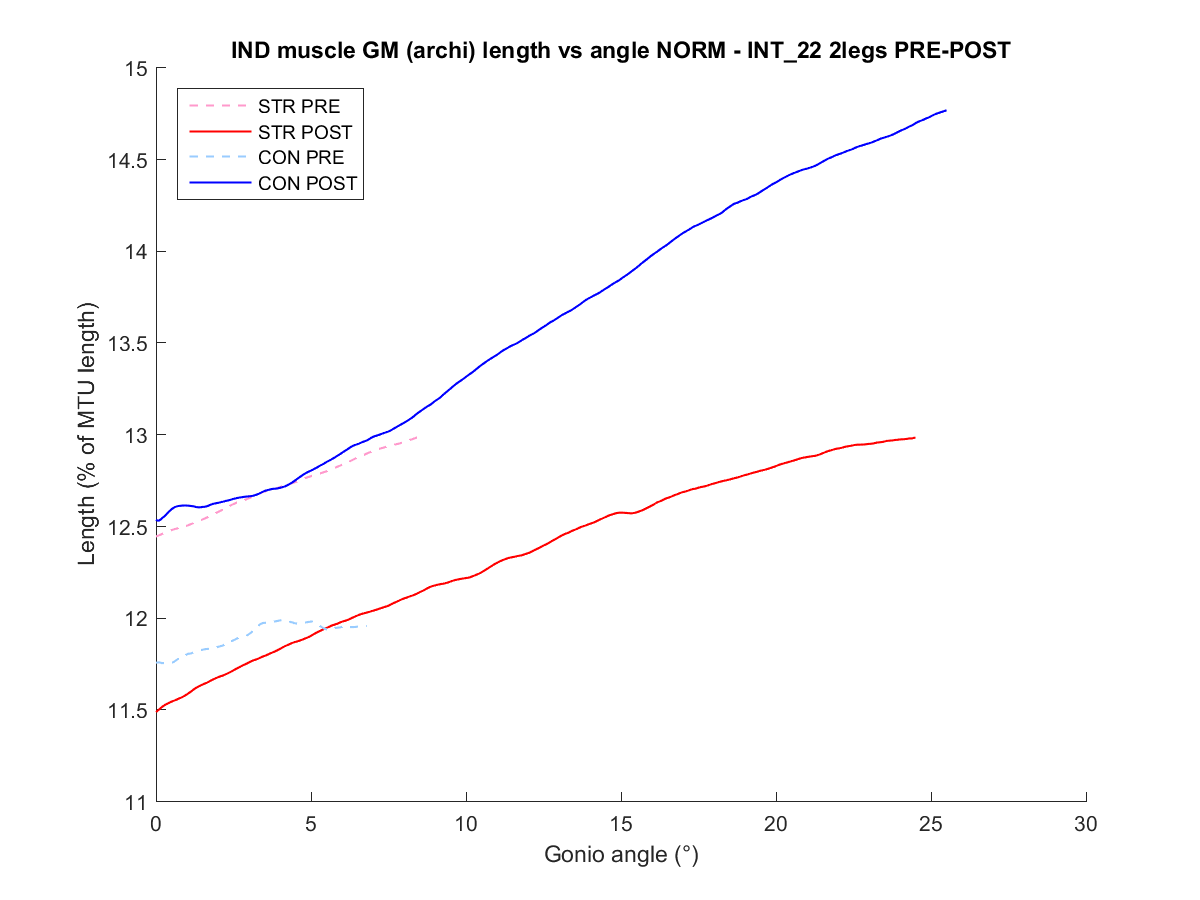 IND muscle GM (archi) length vs angle NORM - INT_22 2legs PRE-POST
STR PRE
STR POST
CON PRE
CON POST
Length (% of MTU length)
15
14.5
14
13.5
13
12.5
12
11.5
11
0 5 10 15 20 25 30
Gonio angle (°)